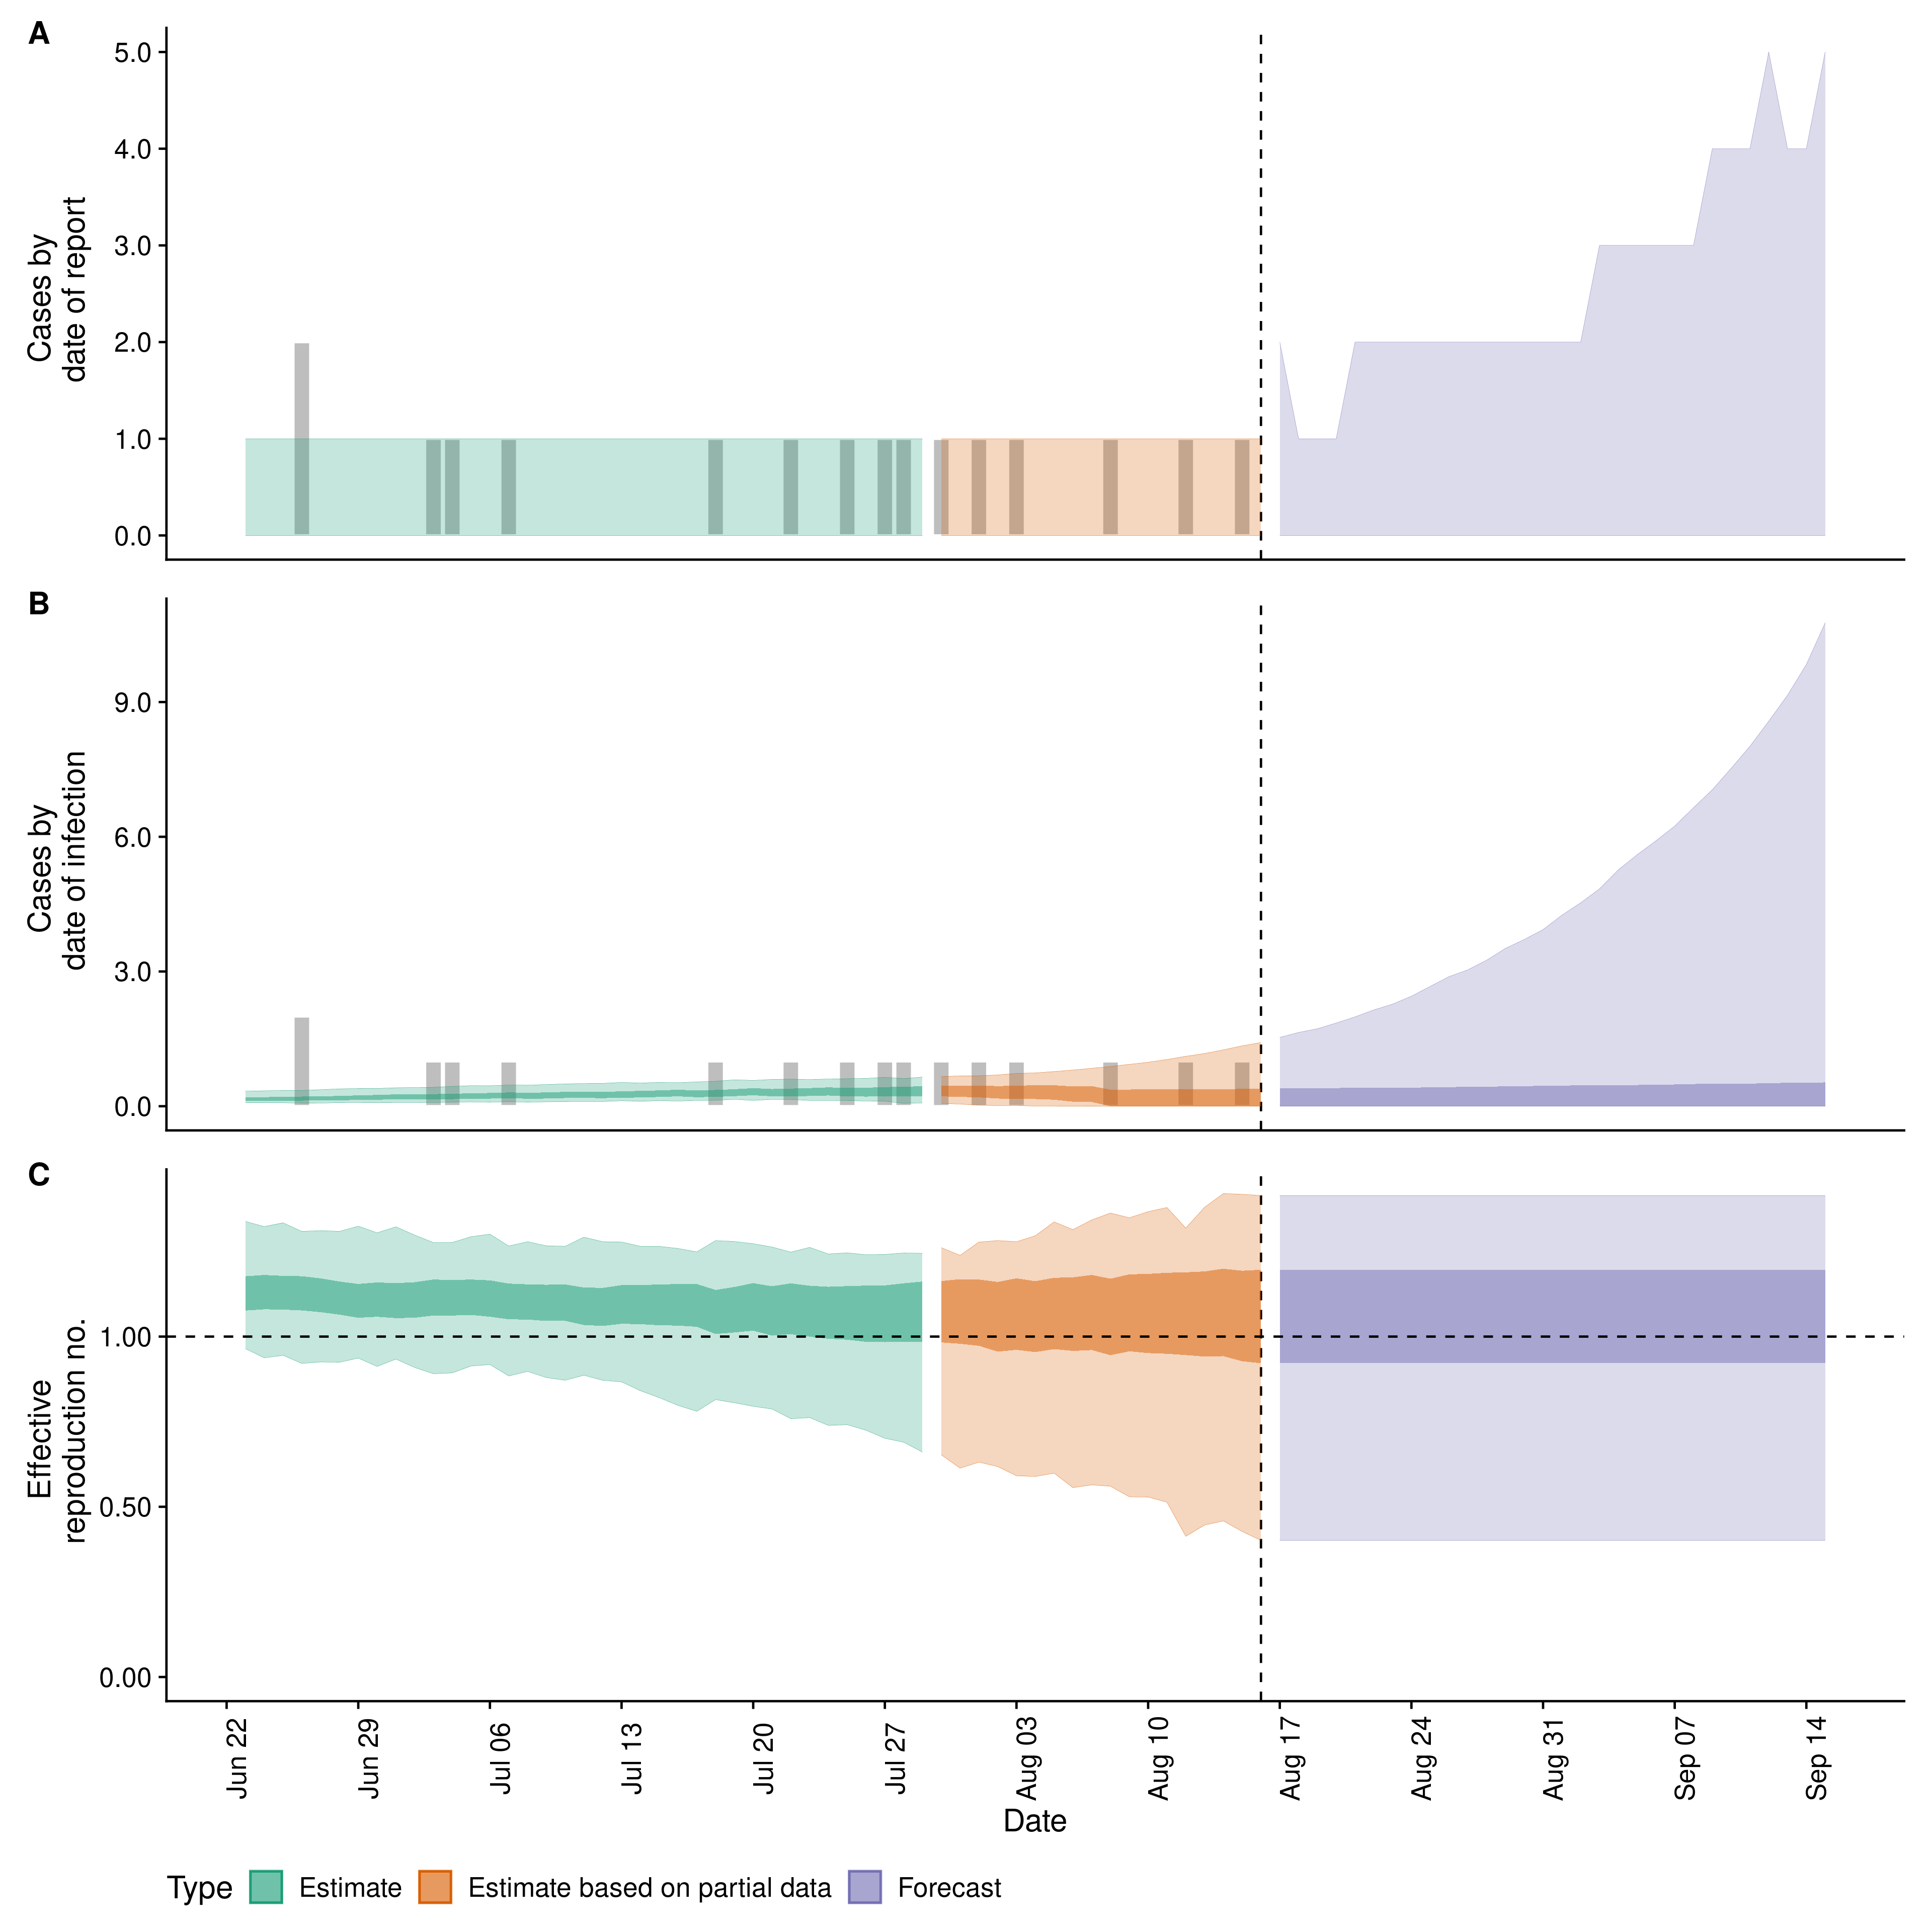 A
Cases by
date of report
5.0
4.0
3.0
2.0
1.0
0.0
B
Cases by
date of infection
9.0
6.0
3.0
0.0
C
Effective
reproduction no.
1.00
0.50
0.00
Jun 22
Jun 29
Jul 06
Jul 13
Jul 20
Jul 27
Aug 03
Aug 10
Aug 17
Aug 24
Aug 31
Sep 07
Sep 14
Date
Type Estimate Estimate based on partial data Forecast